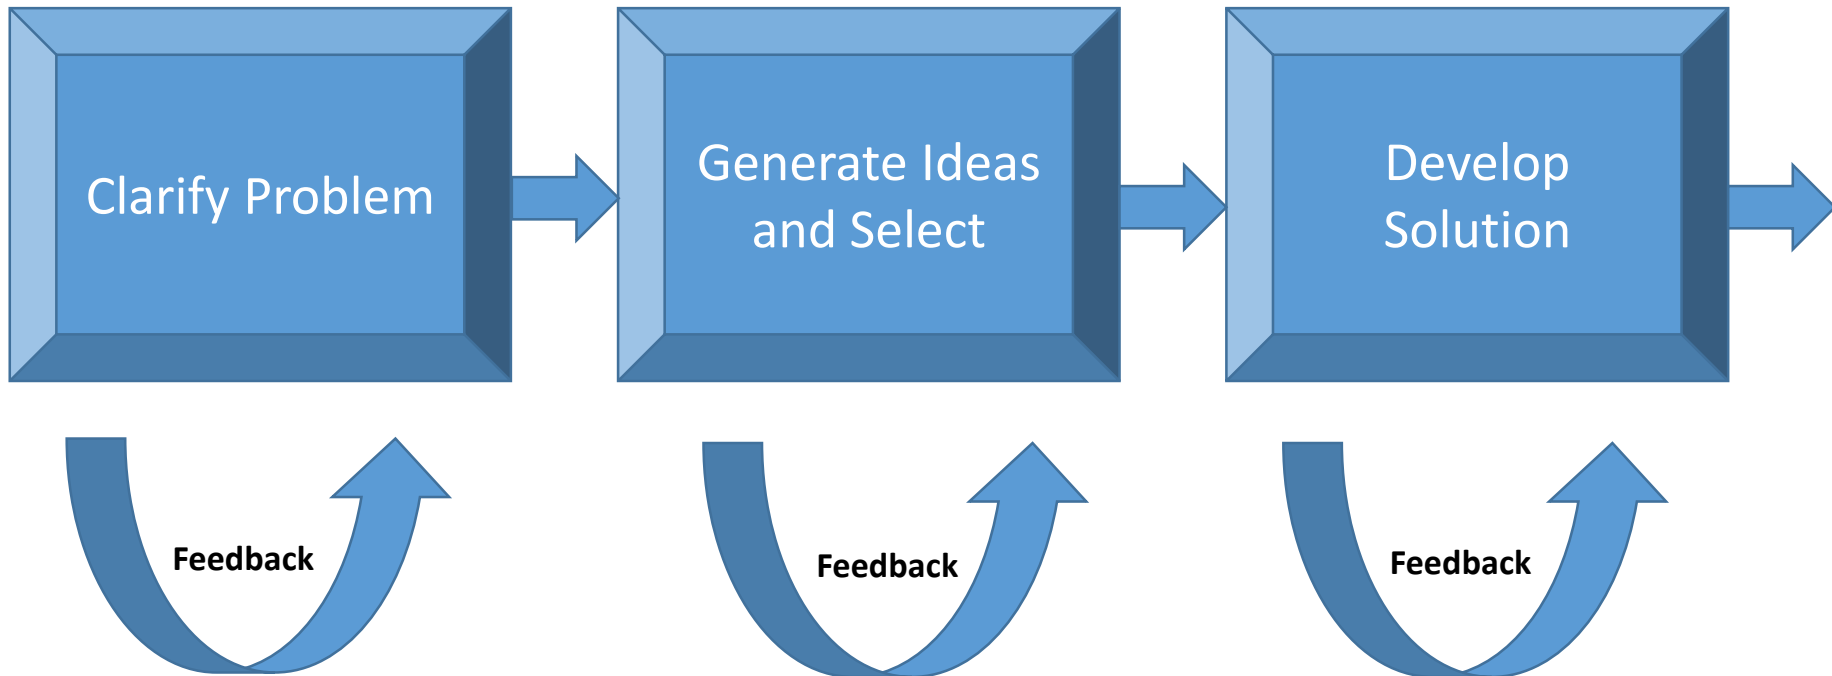 Clarify Problem
Generate Ideas
and Select
Develop
Solution
Feedback
Feedback
Feedback